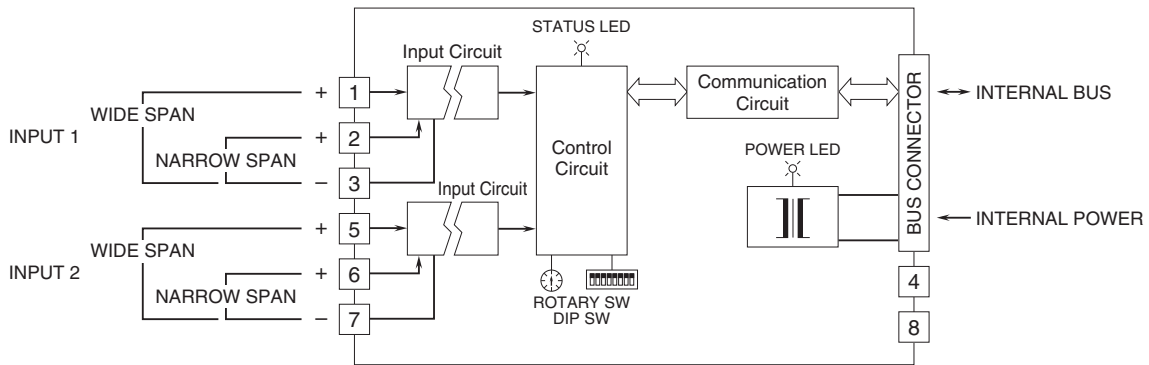 STATUS LED
Input Circuit
INPUT 1
WIDE SPAN
NARROW SPAN
+ 1
+ 2
− 3
Control
Circuit
Communication
Circuit
BUS CONNECTOR
INTERNAL BUS
POWER LED
INTERNAL POWER
Input Circuit
INPUT 2
WIDE SPAN
NARROW SPAN
+ 5
+ 6
− 7
ROTARY SW
DIP SW
4
8